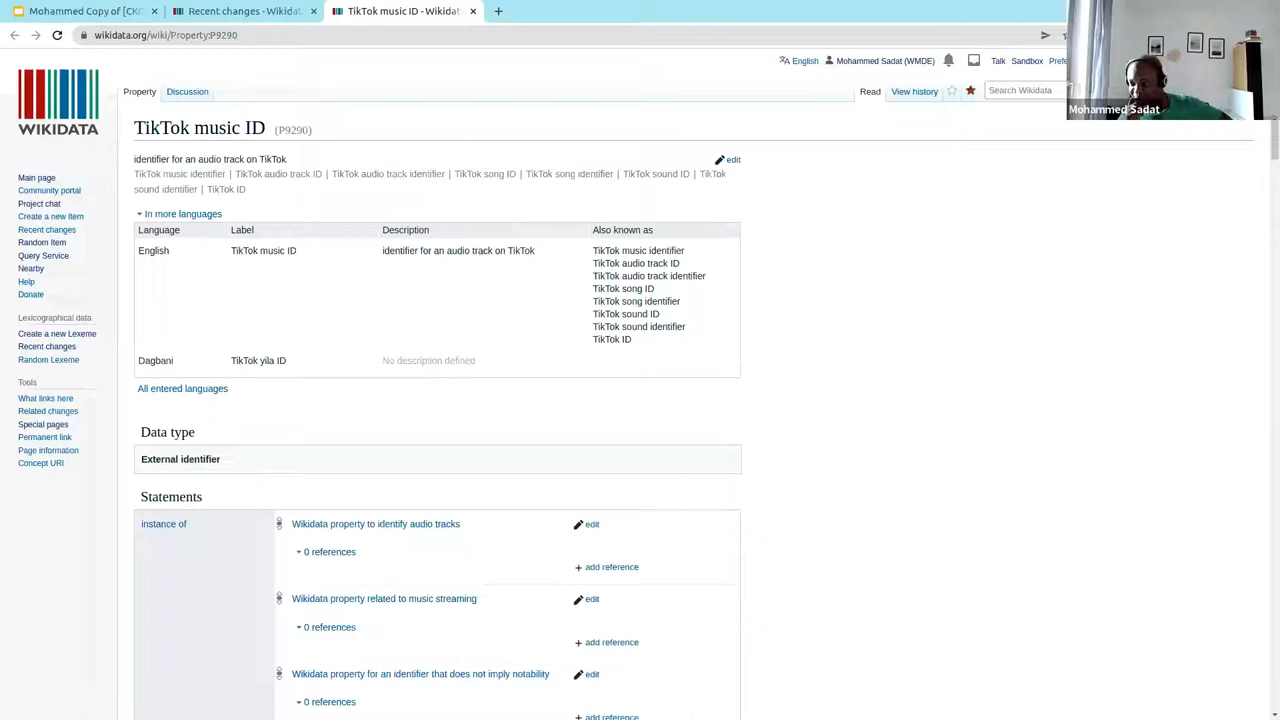 Mohammed Copy of [CKC
Recent changes - Wikidat
TikTok music ID - Wikidat
wikidata.org/wiki/Property:P9290
English
Mohammed Sadat (WMDE)
Talk
Sandbox
Prefe
Mohammed Sadat
WIKIDATA
Property
Discussion
Read
View history
Search Wikidata
TikTok music ID (P9290)
identifier for an audio track on TikTok
edit
TikTok music identifier | TikTok audio track ID | TikTok audio track identifier | TikTok song ID | TikTok song identifier | TikTok sound ID | TikTok
sound identifier | TikTok ID
In more languages
Language Label Description Also known as
English TikTok music ID identifier for an audio track on TikTok TikTok music identifier
TikTok audio track ID
TikTok audio track identifier
TikTok song ID
TikTok song identifier
TikTok sound ID
TikTok sound identifier
TikTok ID
Dagbani TikTok yila ID No description defined
All entered languages
Data type
External identifier
Statements
instance of
Wikidata property to identify audio tracks
edit
0 references
+ add reference
Wikidata property related to music streaming
edit
0 references
+ add reference
Wikidata property for an identifier that does not imply notability
edit
0 references
+ add reference
Main page
Community portal
Project chat
Create a new Item
Recent changes
Random Item
Query Service
Nearby
Help
Donate
Lexicographical data
Create a new Lexeme
Recent changes
Random Lexeme
Tools
What links here
Related changes
Special pages
Permanent link
Page information
Concept URI